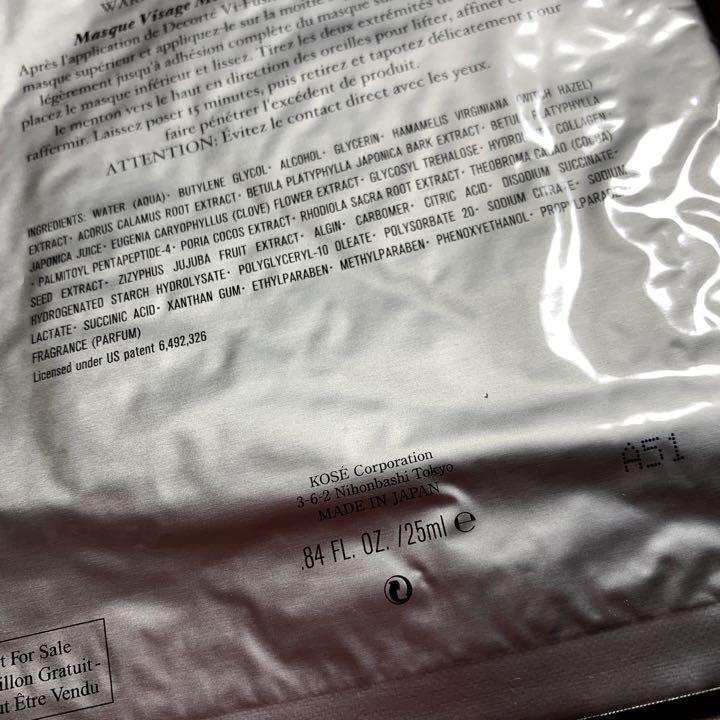 WAR
Masque Visage M
Après l'application de Decorté Vi-Fus
masque supérieur et appliquez-le sur la moitié
légèrement jusqu'à adhésion complète du masque su
placez le masque inférieur et lissez. Tirez les deux extrémités d
le menton vers le haut en direction des oreilles pour lifter, affiner et
raffermir. Laissez poser 15 minutes, puis retirez et tapotez délicatement pour
faire pénétrer l'excédent de produit.
ATTENTION: Évitez le contact direct avec les yeux.
INGREDIENTS: WATER (AQUA)· BUTYLENE GLYCOL· ALCOHOL· GLYCERIN· HAMAMELIS VIRGINIANA (WITCH HAZEL)
EXTRACT· ACORUS CALAMUS ROOT EXTRACT· BETULA PLATYPHYLLA JAPONICA BARK EXTRACT· BETULA PLATYPHYLLA
JAPONICA JUICE· EUGENIA CARYOPHYLLUS (CLOVE) FLOWER EXTRACT· GLYCOSYL TREHALOSE· HYDRO COLLAGEN
· PALMITOYL PENTAPEPTIDE-4· PORIA COCOS EXTRACT· RHODIOLA SACRA ROOT EXTRACT· THEOBROMA CACAO (COCOA)
SEED EXTRACT· ZIZYPHUS JUJUBA FRUIT EXTRACT· ALGIN· CARBOMER· CITRIC ACID· DISODIUM SUCCINATE·
HYDROGENATED STARCH HYDROLYSATE· POLYGLYCERYL-10 OLEATE· POLYSORBATE 20· SODIUM CITRATE· SODIUM
LACTATE· SUCCINIC ACID· XANTHAN GUM· ETHYLPARABEN· METHYLPARABEN· PHENOXYETHANOL· PROPYLPARABEN
FRAGRANCE (PARFUM)
Licensed under US patent 6,492,326
KOSÉ Corporation
3-6-2 Nihonbashi Tokyo
MADE IN JAPAN
.84 FL. OZ. /25ml ℮
A51
t For Sale
illon Gratuit-
ut Être Vendu